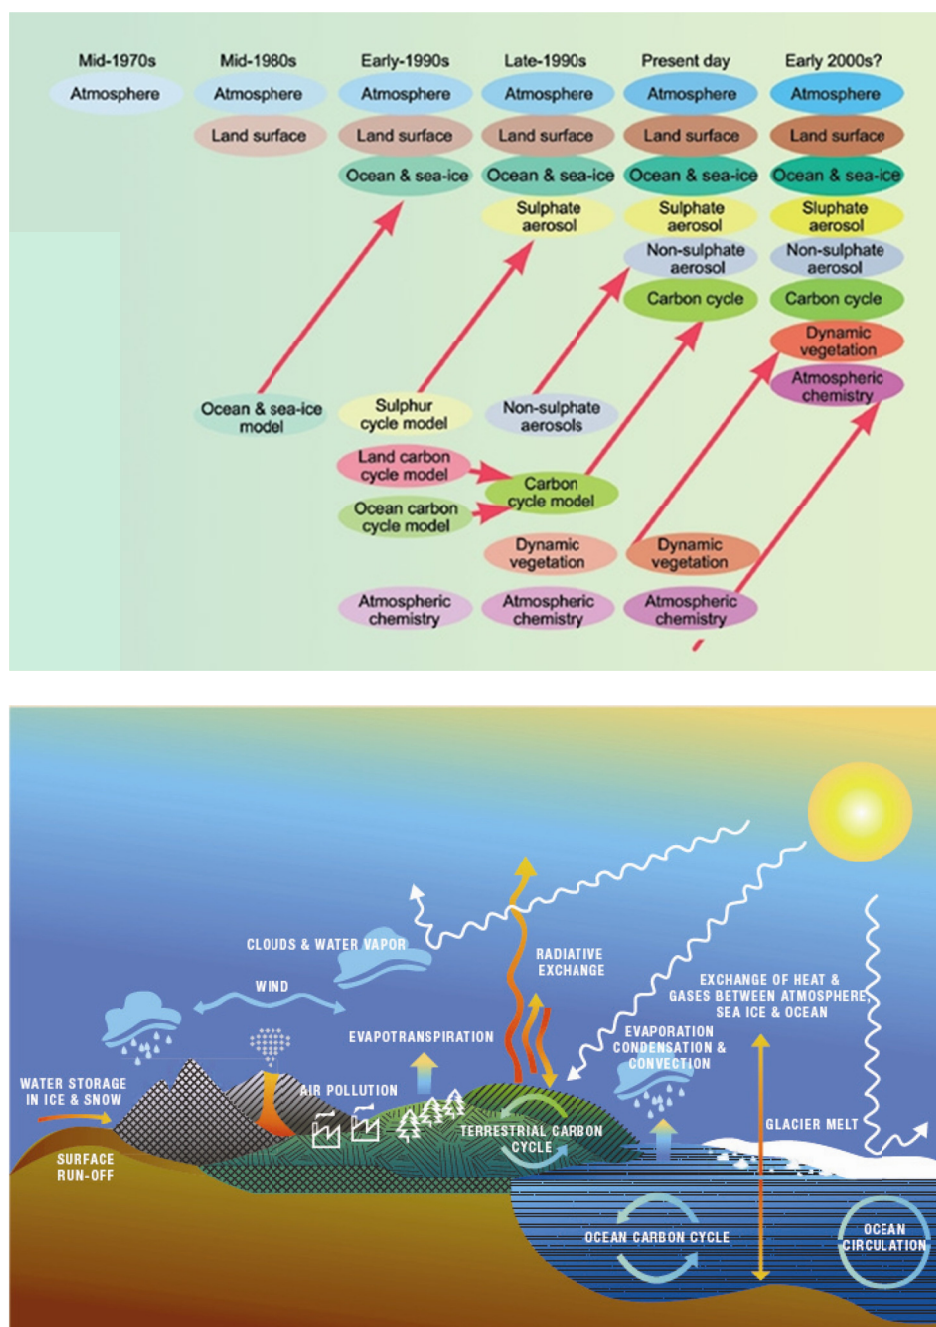 Mid-1970s Mid-1980s Early-1990s Late-1990s Present day Early 2000s?
Atmosphere Atmosphere Atmosphere Atmosphere Atmosphere Atmosphere
Land surface Land surface Land surface Land surface Land surface
Ocean & sea-ice Ocean & sea-ice Ocean & sea-ice Ocean & sea-ice
Sulphate
aerosol
Sulphate
aerosol
Sluphate
aerosol
Non-sulphate
aerosol
Non-sulphate
aerosol
Carbon cycle Carbon cycle
Dynamic
vegetation
Atmospheric
chemistry
Ocean & sea-ice
model
Sulphur
cycle model
Non-sulphate
aerosols
Land carbon
cycle model
Carbon
cycle model
Ocean carbon
cycle model
Dynamic
vegetation
Dynamic
vegetation
Atmospheric
chemistry
Atmospheric
chemistry
Atmospheric
chemistry
CLOUDS & WATER VAPOR
WIND
RADIATIVE
EXCHANGE
EXCHANGE OF HEAT &
GASES BETWEEN ATMOSPHERE,
SEA ICE & OCEAN
EVAPOTRANSPIRATION
EVAPORATION
CONDENSATION &
CONVECTION
WATER STORAGE
IN ICE & SNOW
AIR POLLUTION
GLACIER MELT
TERRESTRIAL CARBON
CYCLE
SURFACE
RUN-OFF
OCEAN CARBON CYCLE
OCEAN
CIRCULATION